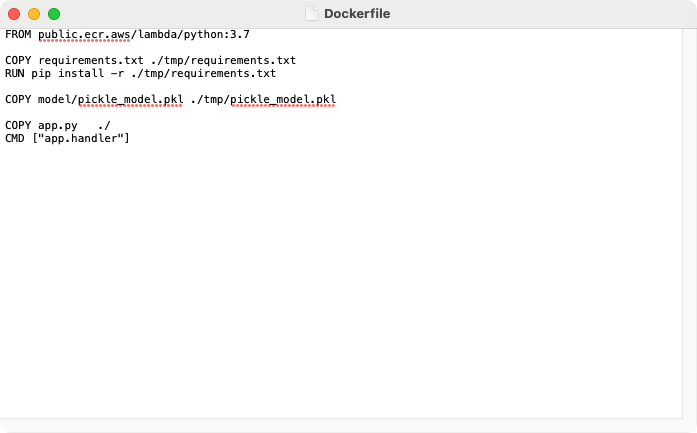 Dockerfile
FROM public.ecr.aws/lambda/python:3.7
COPY requirements.txt ./tmp/requirements.txt
RUN pip install -r ./tmp/requirements.txt
COPY model/pickle_model.pkl ./tmp/pickle_model.pkl
COPY app.py   ./
CMD ["app.handler"]